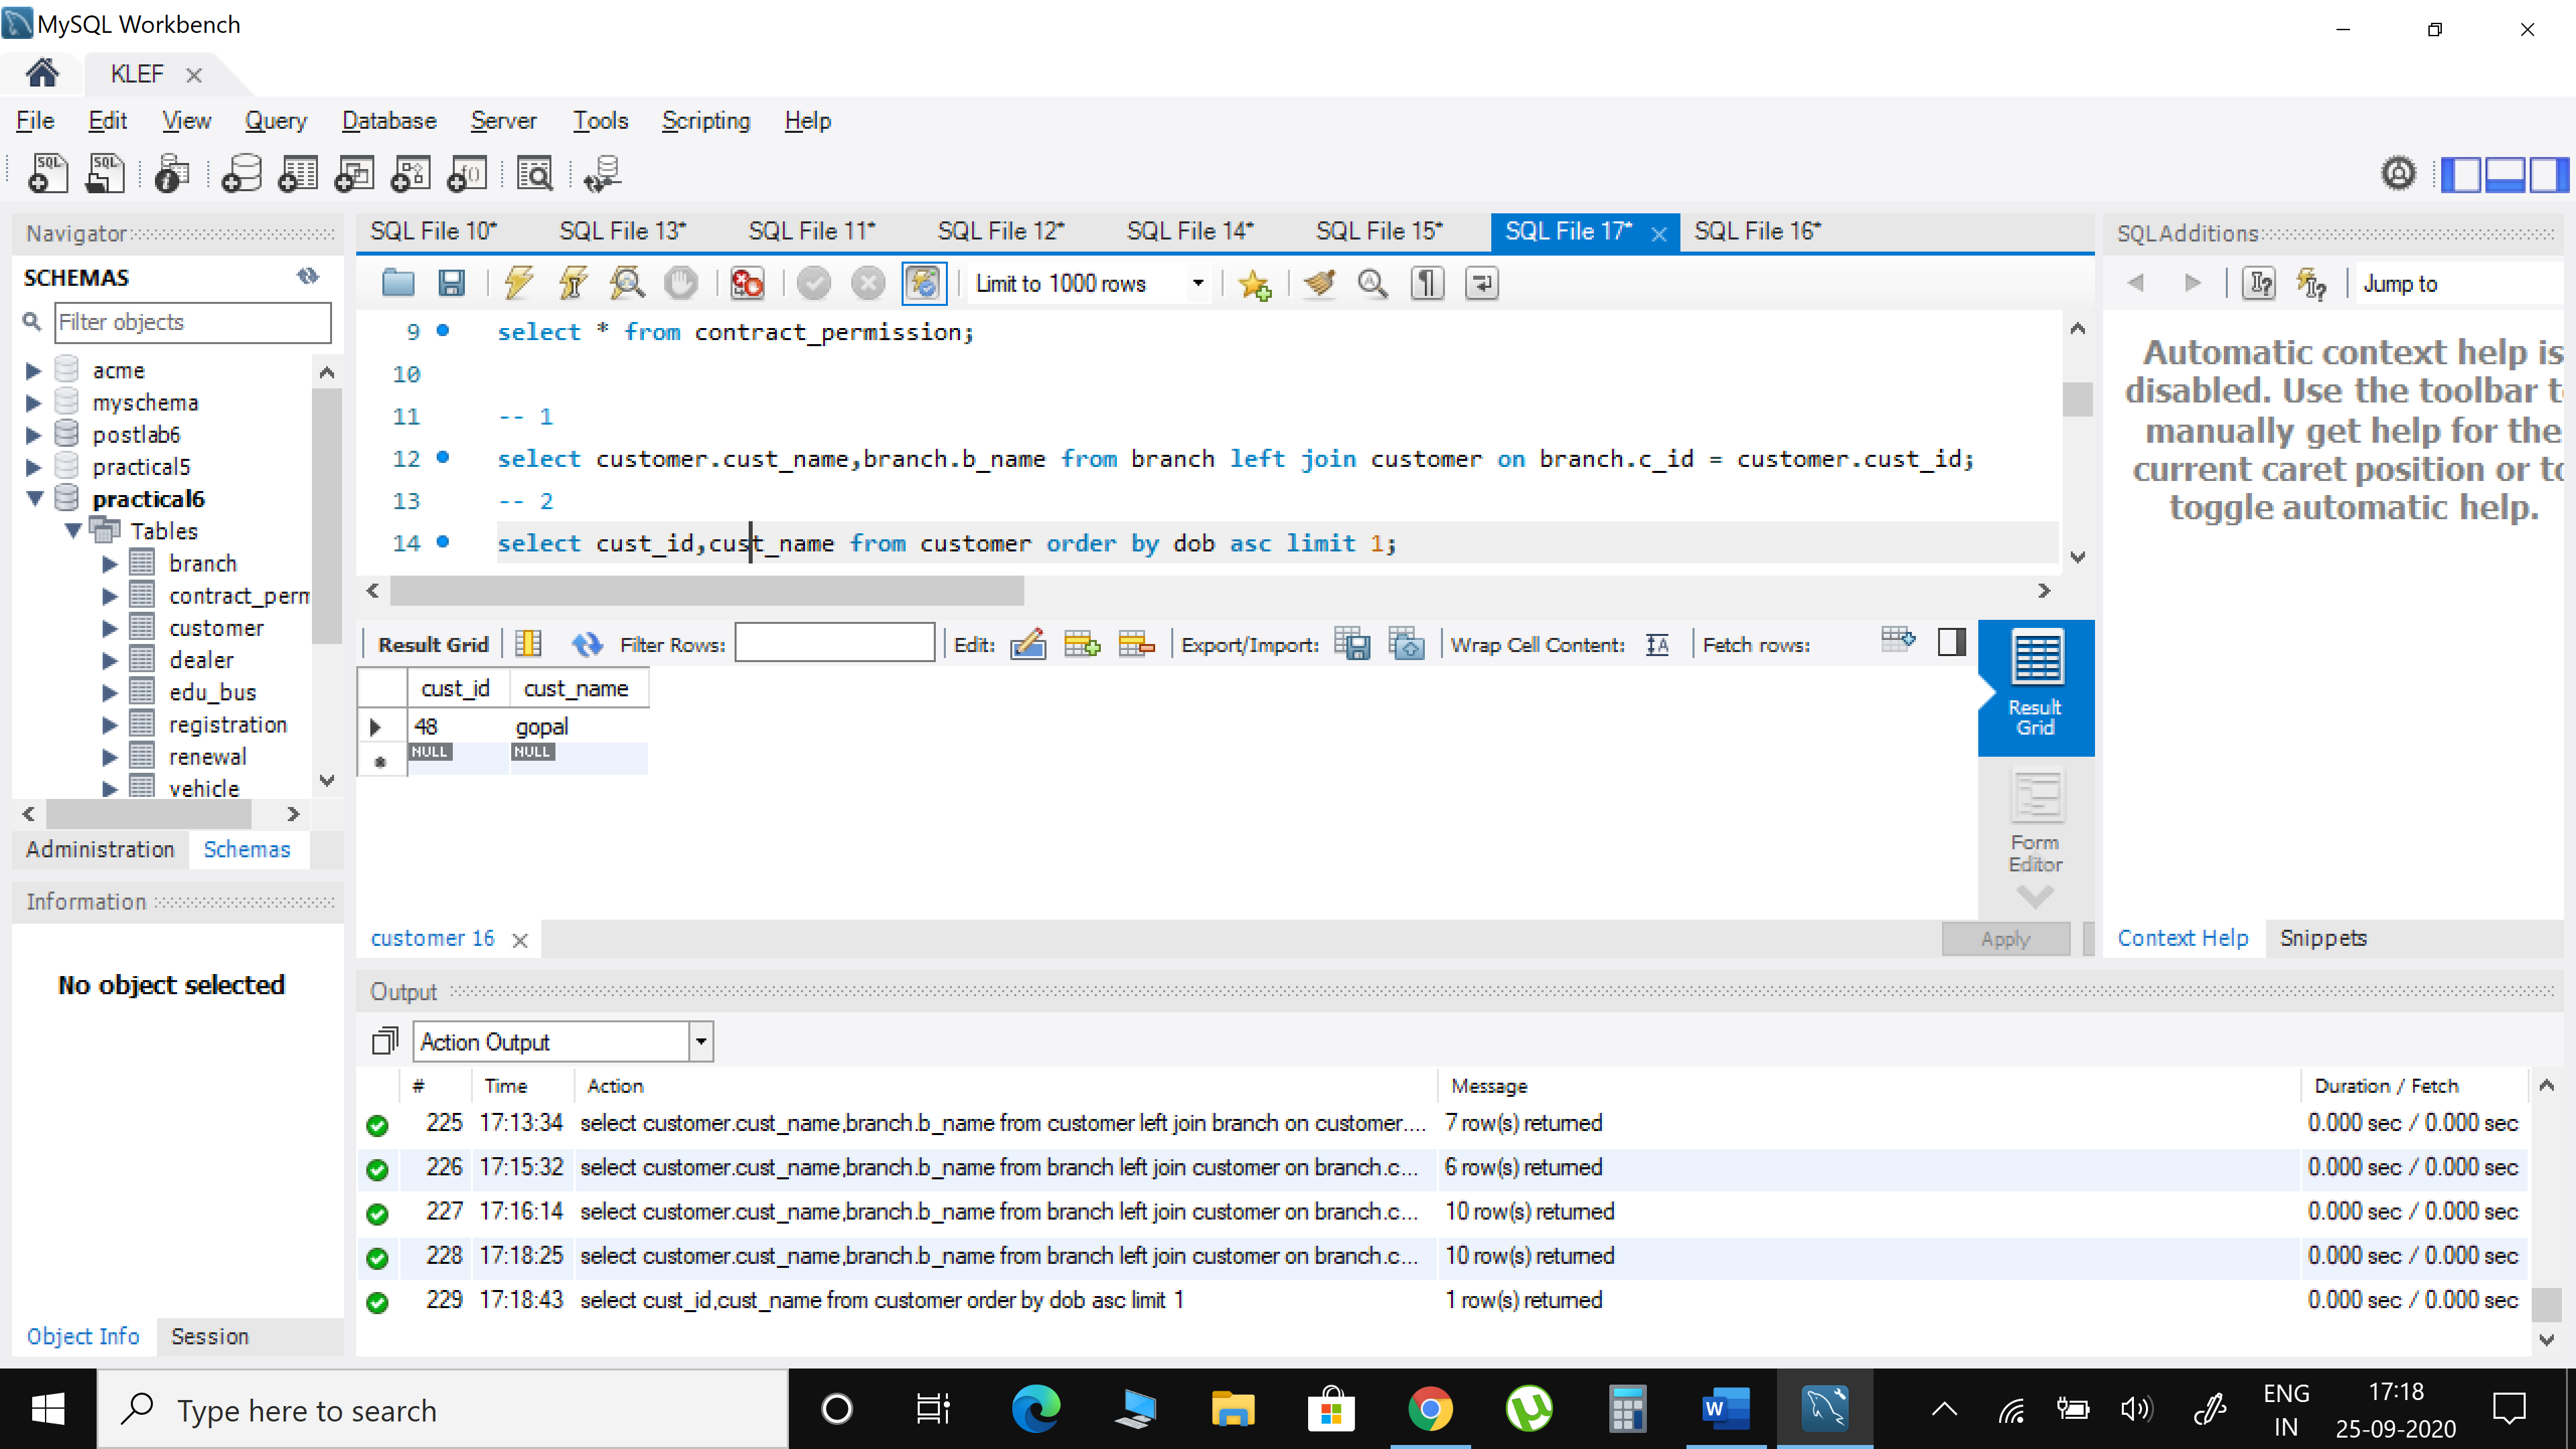 MySQL Workbench
KLEF
File Edit View Query Database Server Tools Scripting Help
Navigator
SCHEMAS
Filter objects
acme
myschema
postlab6
practical5
practical6
Tables
branch
contract_perm
customer
dealer
edu_bus
registration
renewal
vehicle
Administration Schemas
Information
No object selected
Object Info Session
SQL File 10* SQL File 13* SQL File 11* SQL File 12* SQL File 14* SQL File 15* SQL File 17* SQL File 16*
Limit to 1000 rows
9 select * from contract_permission;
10
11 -- 1
12 select customer.cust_name,branch.b_name from branch left join customer on branch.c_id = customer.cust_id;
13 -- 2
14 select cust_id,cust_name from customer order by dob asc limit 1;
Result Grid Filter Rows: Edit: Export/Import: Wrap Cell Content: Fetch rows:
cust_id cust_name
48 gopal
NULL NULL
Result
Grid
Form
Editor
customer 16
Apply
SQLAdditions
Jump to
Automatic context help is
disabled. Use the toolbar t
manually get help for the
current caret position or to
toggle automatic help.
Context Help Snippets
Output
Action Output
# Time Action Message Duration / Fetch
225 17:13:34 select customer.cust_name,branch.b_name from customer left join branch on customer.... 7 row(s) returned 0.000 sec / 0.000 sec
226 17:15:32 select customer.cust_name,branch.b_name from branch left join customer on branch.c... 6 row(s) returned 0.000 sec / 0.000 sec
227 17:16:14 select customer.cust_name,branch.b_name from branch left join customer on branch.c... 10 row(s) returned 0.000 sec / 0.000 sec
228 17:18:25 select customer.cust_name,branch.b_name from branch left join customer on branch.c... 10 row(s) returned 0.000 sec / 0.000 sec
229 17:18:43 select cust_id,cust_name from customer order by dob asc limit 1 1 row(s) returned 0.000 sec / 0.000 sec
Type here to search
ENG
IN
17:18
25-09-2020